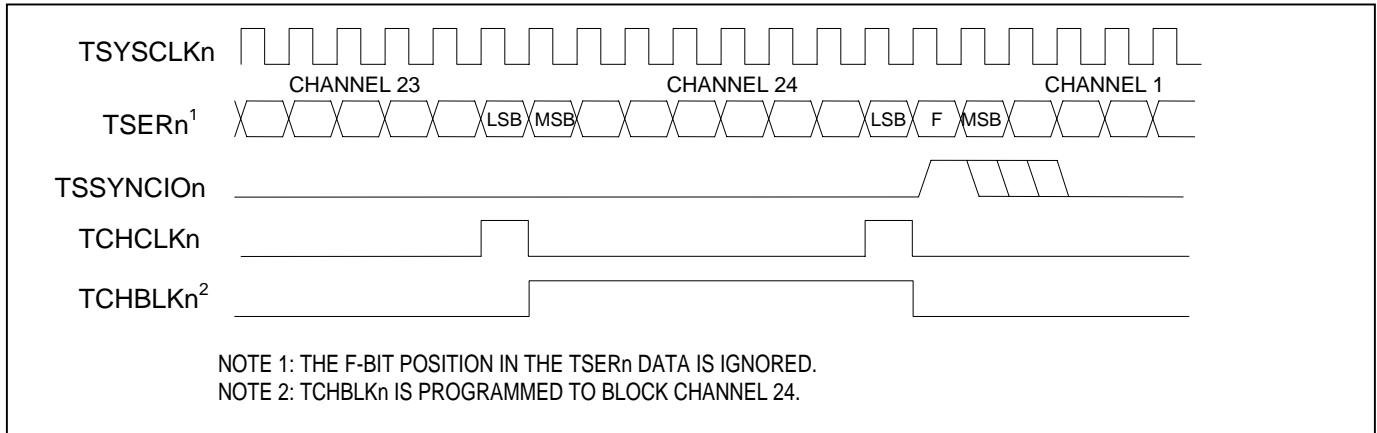 TSYSCLKn
CHANNEL 23 CHANNEL 24 CHANNEL 1
TSERn¹ LSB MSB LSB F MSB
TSSYNCIOn
TCHCLKn
TCHBLKn²
NOTE 1: THE F-BIT POSITION IN THE TSERn DATA IS IGNORED.
NOTE 2: TCHBLKn IS PROGRAMMED TO BLOCK CHANNEL 24.